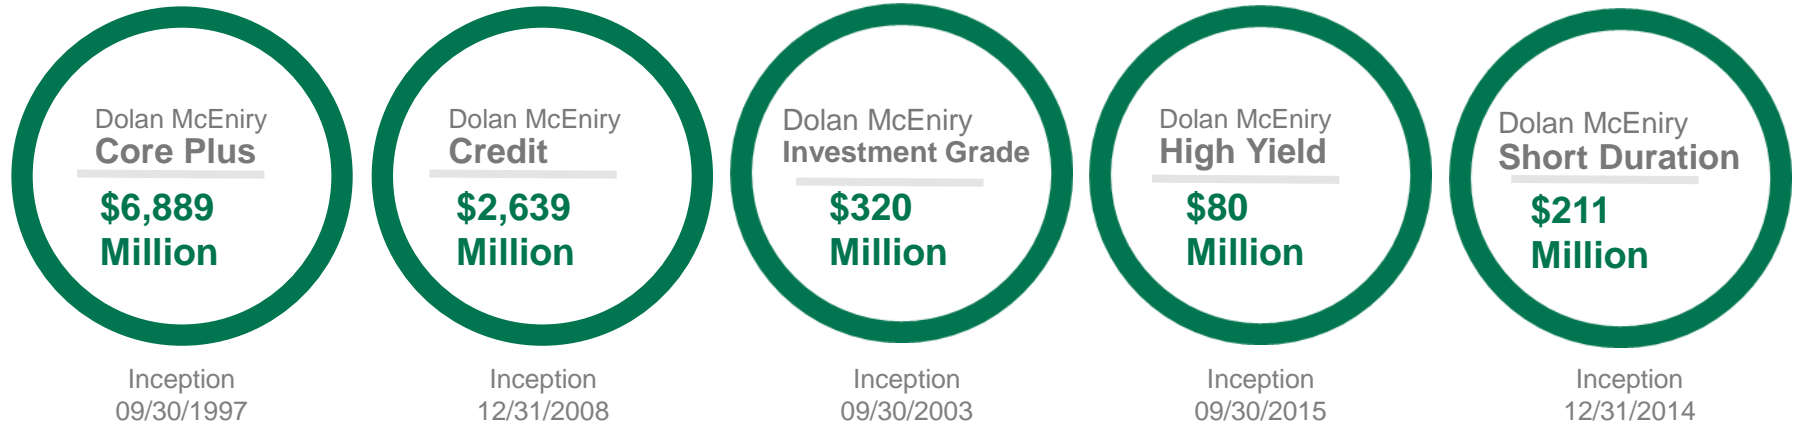 Dolan McEniry
Core Plus
$6,889
Million
Inception
09/30/1997
Dolan McEniry
Credit
$2,639
Million
Inception
12/31/2008
Dolan McEniry
Investment Grade
$320
Million
Inception
09/30/2003
Dolan McEniry
High Yield
$80
Million
Inception
09/30/2015
Dolan McEniry
Short Duration
$211
Million
Inception
12/31/2014